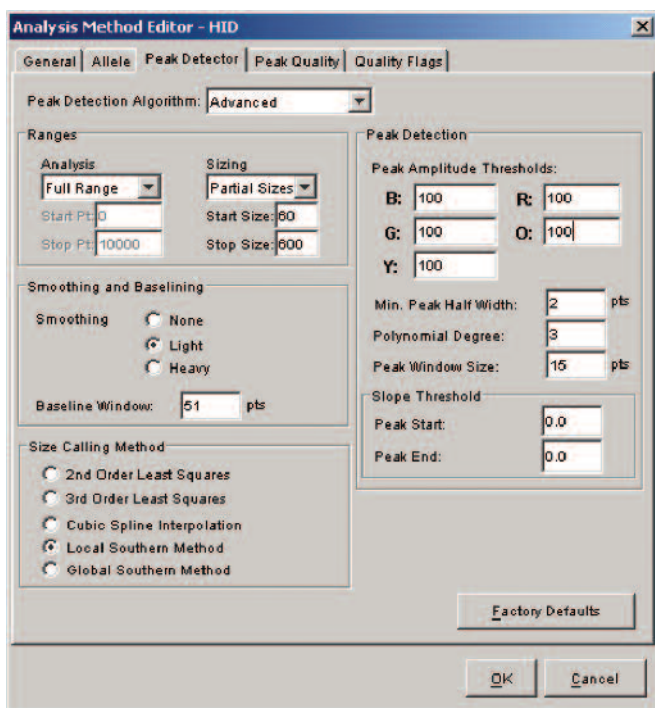 Analysis Method Editor - HID
General Allele Peak Detector Peak Quality Quality Flags
Peak Detection Algorithm: Advanced
Ranges
Analysis Sizing
Full Range Partial Sizes
Start Pt: 0 Start Size: 60
Stop Pt: 10000 Stop Size: 600
Smoothing and Baselining
Smoothing None
Light
Heavy
Baseline Window: 51 pts
Size Calling Method
2nd Order Least Squares
3rd Order Least Squares
Cubic Spline Interpolation
Local Southern Method
Global Southern Method
Peak Detection
Peak Amplitude Thresholds:
B: 100 R: 100
G: 100 O: 100
Y: 100
Min. Peak Half Width: 2 pts
Polynomial Degree: 3
Peak Window Size: 15 pts
Slope Threshold
Peak Start: 0.0
Peak End: 0.0
Factory Defaults
OK Cancel